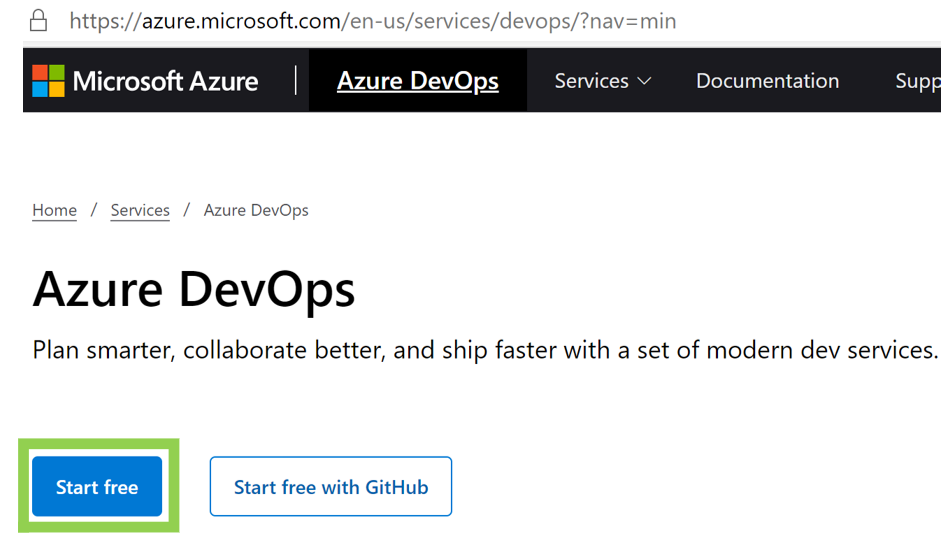 https://azure.microsoft.com/en-us/services/devops/?nav=min
Microsoft Azure | Azure DevOps Services Documentation
Home / Services / Azure DevOps
Azure DevOps
Plan smarter, collaborate better, and ship faster with a set of modern dev services.
Start free Start free with GitHub